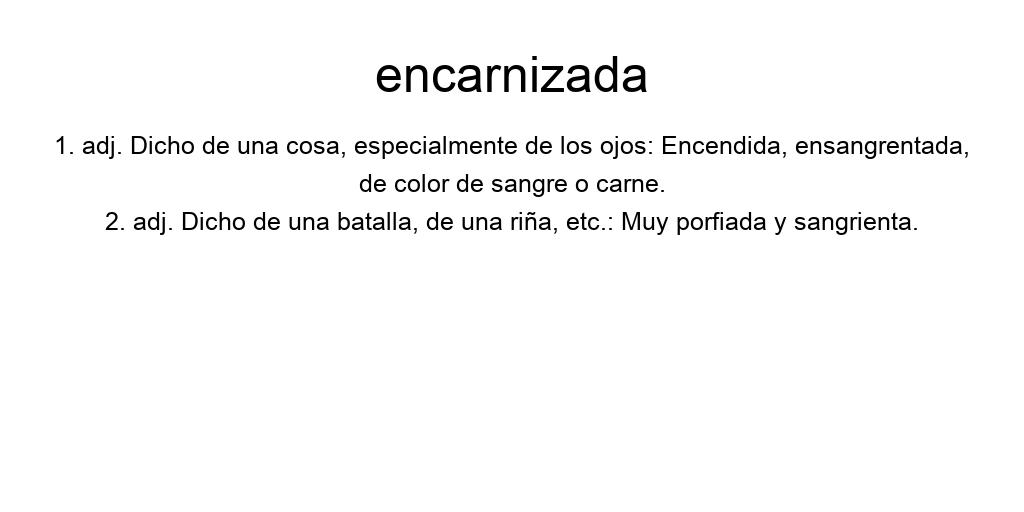 encarnizada
1. adj. Dicho de una cosa, especialmente de los ojos: Encendida, ensangrentada,
de color de sangre o carne.
2. adj. Dicho de una batalla, de una riña, etc.: Muy porfiada y sangrienta.